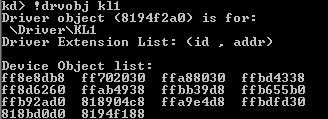 kd> !drvobj kl1
Driver object (8194f2a0) is for:
 \Driver\KL1
Driver Extension List: (id , addr)

Device Object list:
ff8e8db8  ff702030  ffa88030  ffbd4338
ff8d6260  ffab4938  ffbb39d8  ffb655b0
ffb92ad0  818904c8  ffa9e4d8  ffbdfd30
818bd0d0  8194f188